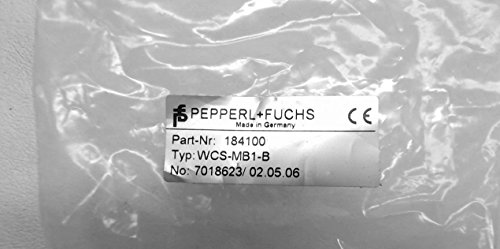 PEPPERL+FUCHS CE
Made in Germany
Part-Nr: 184100
Typ: WCS-MB1-B
No: 7018623/ 02.05.06